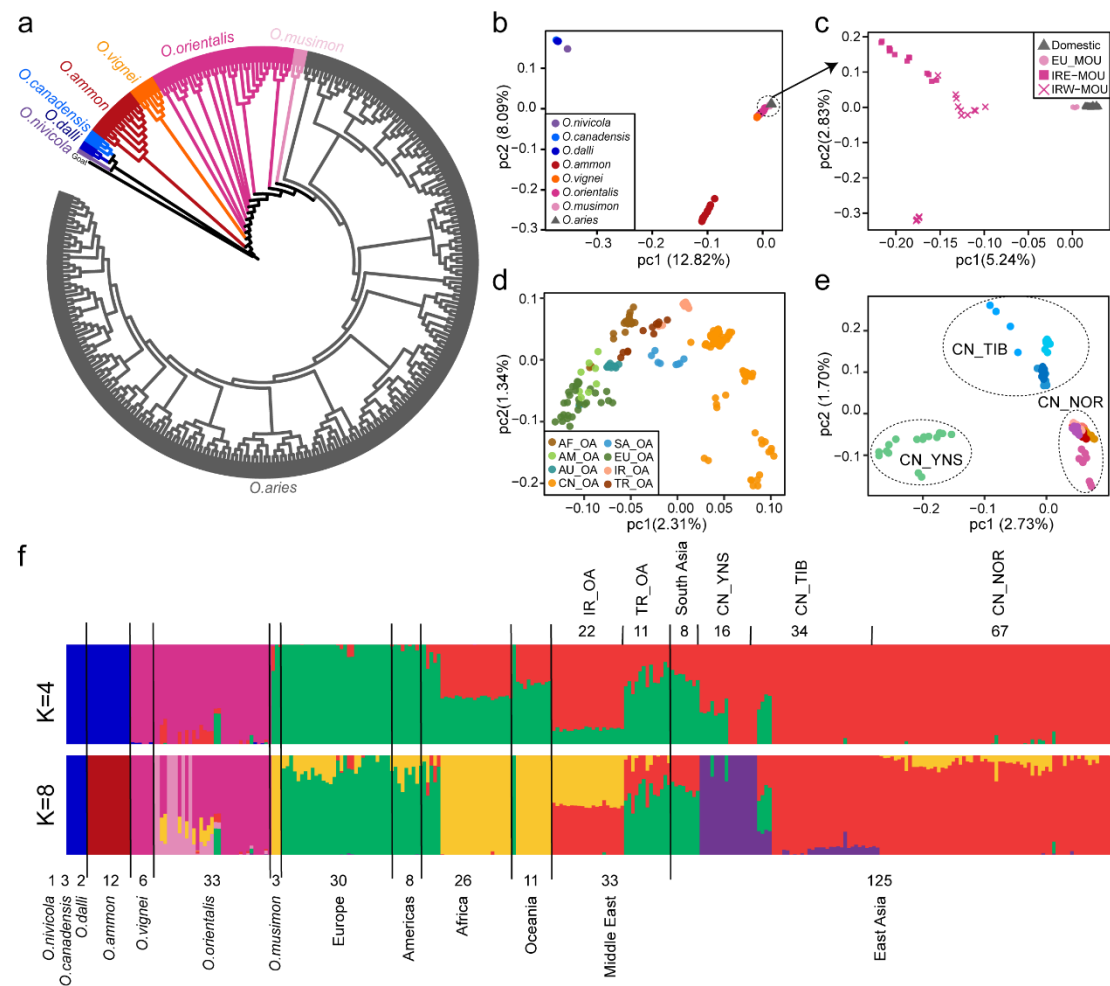 a
O.nivicola
O.dalli
O.canadensis
O.ammon
O.vignei
O.orientalis
O.musimon
Goat
O.aries
b
pc2 (8.09%)
0.2
0.1
0.0
−0.1
−0.2
−0.3
−0.3
−0.1
0.0
pc1 (12.82%)
O.nivicola
O.canadensis
O.dalli
O.ammon
O.vignei
O.orientalis
O.musimon
O.aries
c
pc2(2.83%)
0.2
0.1
0.0
−0.1
−0.2
−0.3
−0.20
−0.15
−0.10
0.00
pc1(5.24%)
Domestic
EU_MOU
IRE-MOU
IRW-MOU
d
pc2 (1.34%)
0.1
0.0
−0.1
−0.2
−0.10
−0.05
0.00
0.05
0.10
pc1(2.31%)
AF_OA
AM_OA
AU_OA
CN_OA
SA_OA
EU_OA
IR_OA
TR_OA
e
pc2 (1.70%)
0.2
0.1
0.0
−0.1
−0.2
−0.1
0.0
pc1 (2.73%)
CN_TIB
CN_NOR
CN_YNS
f
IR_OA
TR_OA
South Asia
CN_YNS
CN_TIB
CN_NOR
22
11
8
16
34
67
K=4
K=8
1
3
2
12
6
33
3
30
8
26
11
33
125
O.nivicola
O.canadensis
O.dalli
O.ammon
O.vignei
O.orientalis
O.musimon
Europe
Americas
Africa
Oceania
Middle East
East Asia